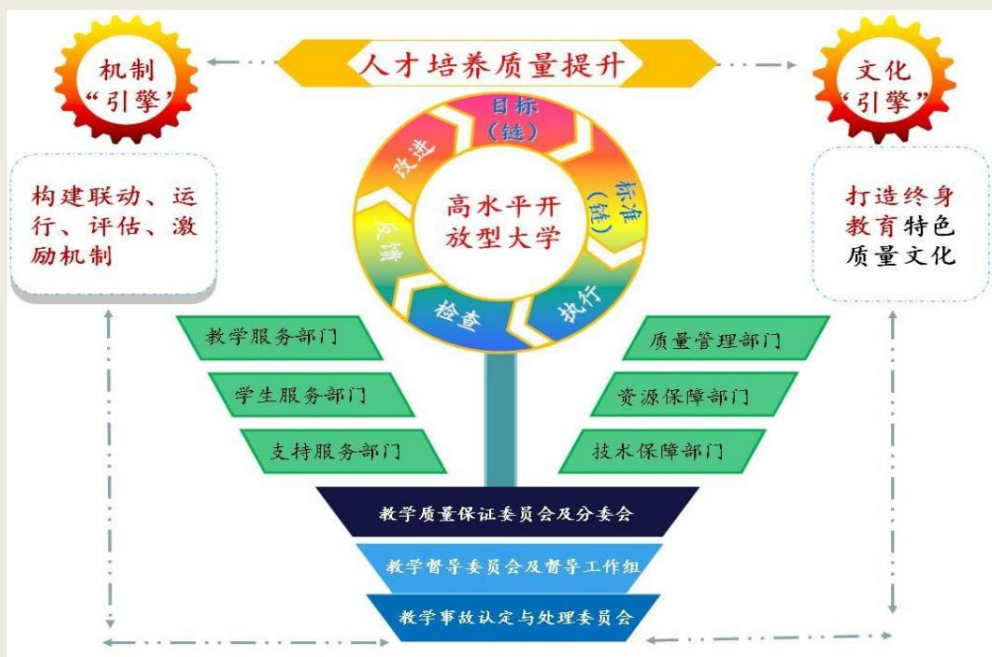 人才培养质量提升
机制
“引擎”
文化
“引擎”
构建联动、运
行、评估、激
励机制
打造终身
教育特色
质量文化
目标
（链）
标准
（链）
执行
检查
反馈
改进
高水平开
放型大学
教学服务部门
学生服务部门
支持服务部门
质量管理部门
资源保障部门
技术保障部门
教学质量保证委员会及分委会
教学督导委员会及督导工作组
教学事故认定与处理委员会